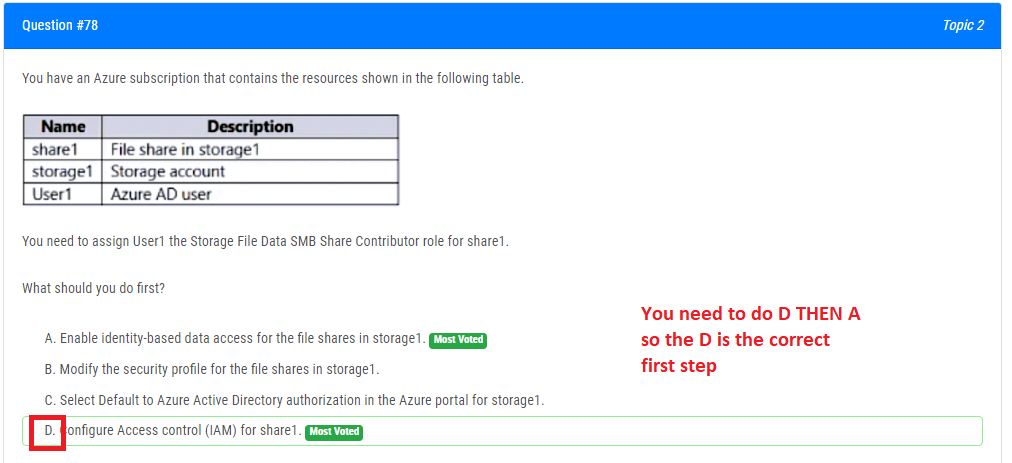 Question #78
Topic 2
You have an Azure subscription that contains the resources shown in the following table.
Name Description
share1 File share in storage1
storage1 Storage account
User1 Azure AD user
You need to assign User1 the Storage File Data SMB Share Contributor role for share1.
What should you do first?
A. Enable identity-based data access for the file shares in storage1. Most Voted
B. Modify the security profile for the file shares in storage1.
C. Select Default to Azure Active Directory authorization in the Azure portal for storage1.
D. Configure Access control (IAM) for share1. Most Voted
You need to do D THEN A
so the D is the correct
first step